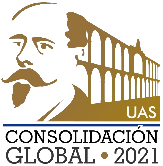 UAS
CONSOLIDACIÓN
GLOBAL • 2021